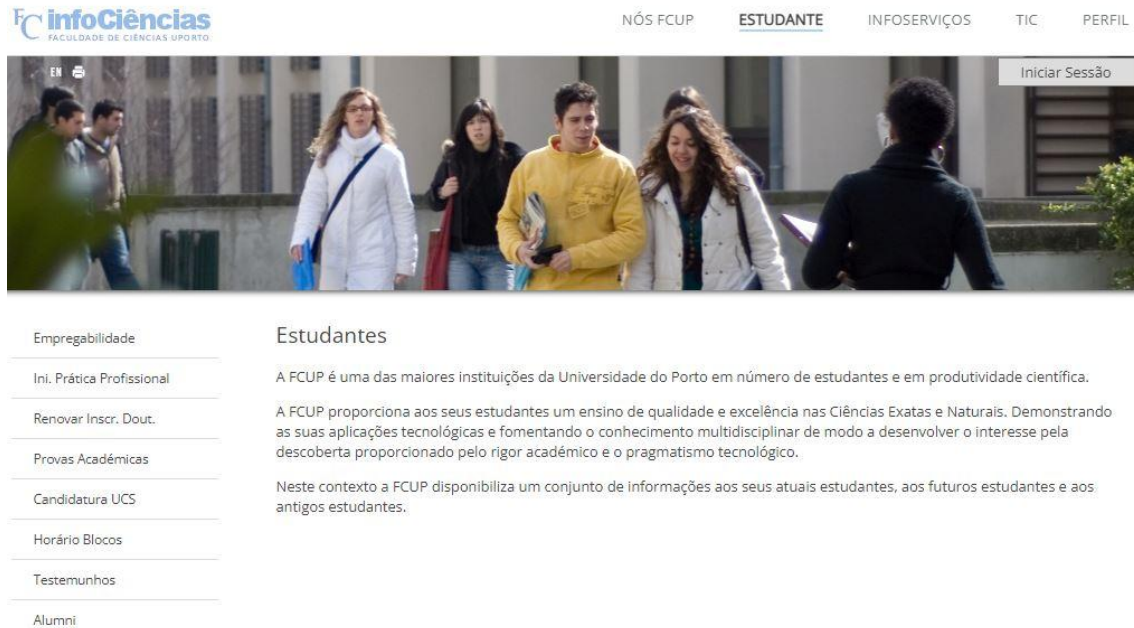 FC infoCiências
FACULDADE DE CIÊNCIAS UPORTO
NÓS FCUP
ESTUDANTE
INFOSERVIÇOS
TIC
PERFIL
EN
Iniciar Sessão
Empregabilidade
Ini. Prática Profissional
Renovar Inscr. Dout.
Provas Académicas
Candidatura UCS
Horário Blocos
Testemunhos
Alumni
Estudantes
A FCUP é uma das maiores instituições da Universidade do Porto em número de estudantes e em produtividade científica.
A FCUP proporciona aos seus estudantes um ensino de qualidade e excelência nas Ciências Exatas e Naturais. Demonstrando
as suas aplicações tecnológicas e fomentando o conhecimento multidisciplinar de modo a desenvolver o interesse pela
descoberta proporcionado pelo rigor académico e o pragmatismo tecnológico.
Neste contexto a FCUP disponibiliza um conjunto de informações aos seus atuais estudantes, aos futuros estudantes e aos
antigos estudantes.